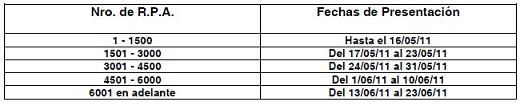 Nro. de R.P.A. Fechas de Presentación
1 - 1500 Hasta el 16/05/11
1501 - 3000 Del 17/05/11 al 23/05/11
3001 - 4500 Del 24/05/11 al 31/05/11
4501 - 6000 Del 1/06/11 al 10/06/11
6001 en adelante Del 13/06/11 al 23/06/11